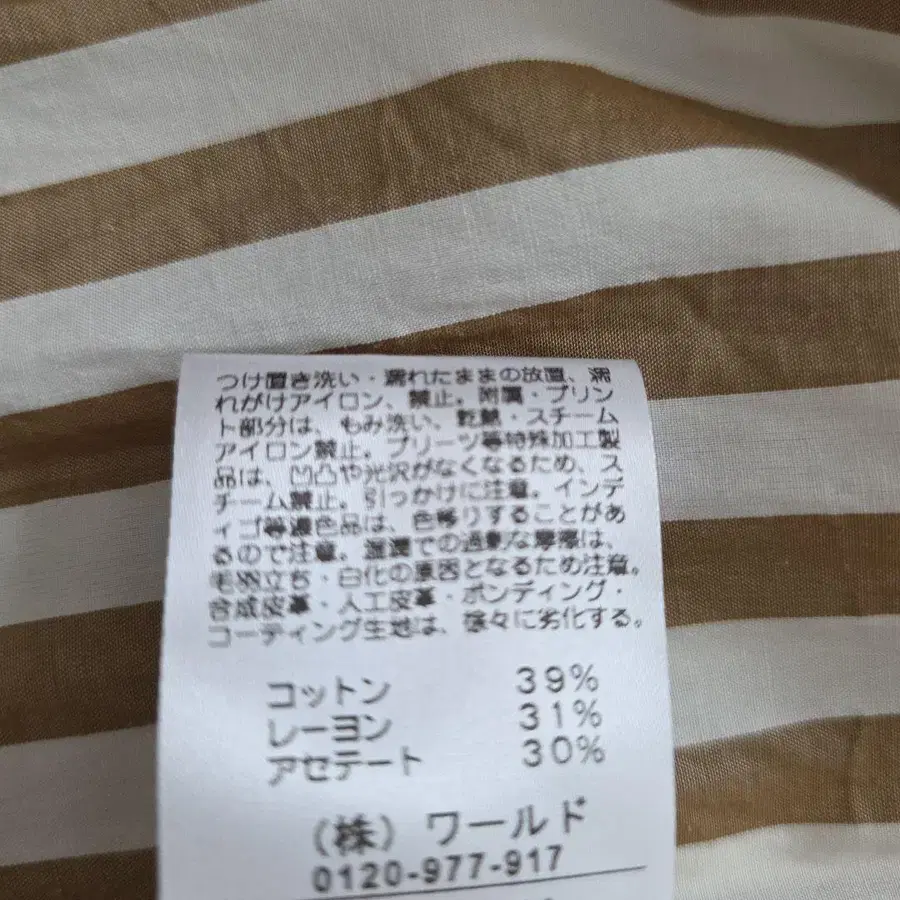 つけ置き洗い・濡れたままの放置、濡
れがけアイロン、禁止。附属・プリン
ト部分は、もみ洗い、乾熱・スチーム
アイロン禁止。プリーツ等特殊加工製
品は、凹凸や光沢がなくなるため、ス
チーム禁止。引っかけに注意。インデ
ィゴ等濃色品は、色移りすることがあ
るので注意。湿潤での過剰な摩擦は、
毛羽立ち・白化の原因となるため注意。
合成皮革・人工皮革・ボンディング・
コーティング生地は、徐々に劣化する。
コットン 39%
レーヨン 31%
アセテート 30%
(株) ワールド
0120-977-917